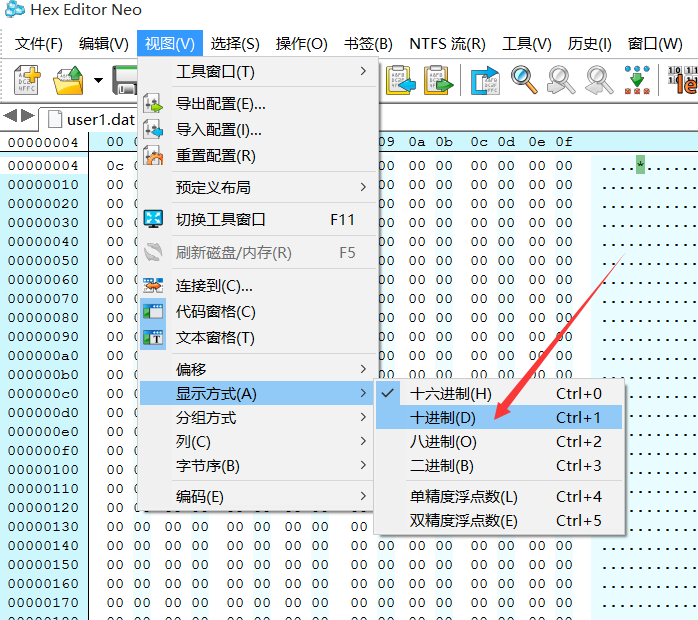 Hex Editor Neo
文件(F) 编辑(V) 视图(V) 选择(S) 操作(O) 书签(B) NTFS 流(R) 工具(V) 历史(I) 窗口(W)
user1.dat
工具窗口(T)
导出配置(E)...
导入配置(I)...
重置配置(R)
预定义布局
切换工具窗口 F11
刷新磁盘/内存(R) F5
连接到(C)...
代码窗格(C)
文本窗格(T)
偏移
显示方式(A)
分组方式
列(C)
字节序(B)
编码(E)
十六进制(H) Ctrl+0
十进制(D) Ctrl+1
八进制(O) Ctrl+2
二进制(B) Ctrl+3
单精度浮点数(L) Ctrl+4
双精度浮点数(E) Ctrl+5
00000004 00 09 0a 0b 0c 0d 0e 0f
00000004 0c 00 00 00 00 00 00 00 ....*......
00000010 00 00 00 00 00 00 00
00000020 00 00 00 00 00 00 00
00000030 00 00 00 00 00 00 00
00000040 00 00 00 00 00 00 00
00000050 00 00 00 00 00 00 00
00000060 00 00 00 00 00 00 00
00000070 00 00 00 00 00 00 00
00000080 00 00 00 00 00 00 00
00000090 00 00 00 00 00 00 00
000000a0 00 00 00 00 00 00 00
000000b0 00 00 00 00 00 00 00
000000c0 00
000000d0 00
000000e0 00
000000f0 00
00000100 00
00000110 00
00000120 00
00000130 00 00 00 00 00 00 00 00 00 00 00 00 00 00 00 00
00000140 00 00 00 00 00 00 00 00 00 00 00 00 00 00 00 00
00000150 00 00 00 00 00 00 00 00 00 00 00 00 00 00 00 00
00000160 00 00 00 00 00 00 00 00 00 00 00 00 00 00 00 00
00000170 00 00 00 00 00 00 00 00 00 00 00 00 00 00 00 00